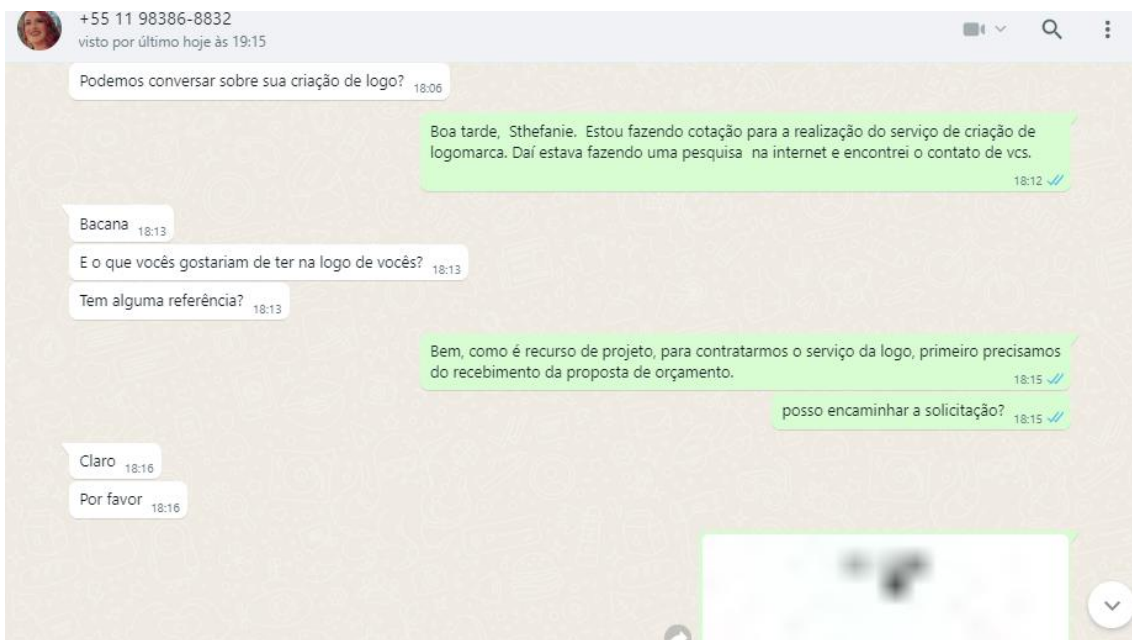 +55 11 98386-8832
visto por último hoje às 19:15
Podemos conversar sobre sua criação de logo? 18:06
Boa tarde, Sthefanie. Estou fazendo cotação para a realização do serviço de criação de
logomarca. Daí estava fazendo uma pesquisa na internet e encontrei o contato de vcs.
18:12
Bacana 18:13
E o que vocês gostariam de ter na logo de vocês? 18:13
Tem alguma referência? 18:13
Bem, como é recurso de projeto, para contratarmos o serviço da logo, primeiro precisamos
do recebimento da proposta de orçamento. 18:15
posso encaminhar a solicitação? 18:15
Claro 18:16
Por favor 18:16